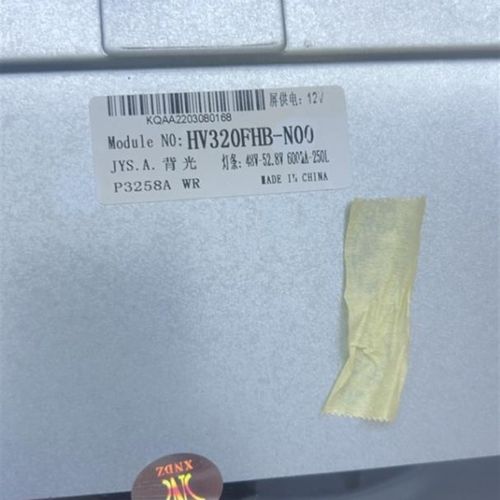 屏供电: 12V
KQAA2203080168
Module NO: HV320FHB-N00
JYS.A. 背光 灯条: 48V-52.8V 600mA-250L
P3258A WR MADE IN CHINA
XNDZ